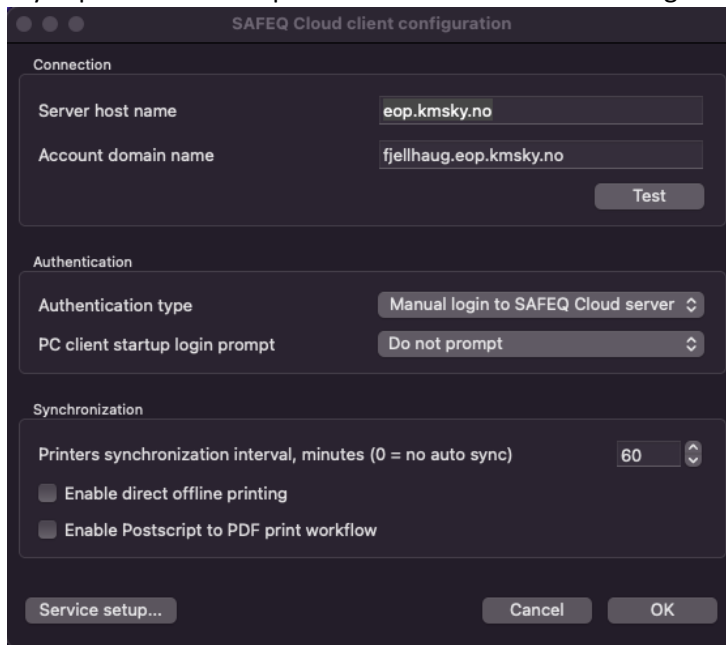 SAFEQ Cloud client configuration
Connection
Server host name eop.kmsky.no
Account domain name fjellhaug.eop.kmsky.no
Test
Authentication
Authentication type Manual login to SAFEQ Cloud server
PC client startup login prompt Do not prompt
Synchronization
Printers synchronization interval, minutes (0 = no auto sync) 60
Enable direct offline printing
Enable Postscript to PDF print workflow
Service setup... Cancel OK